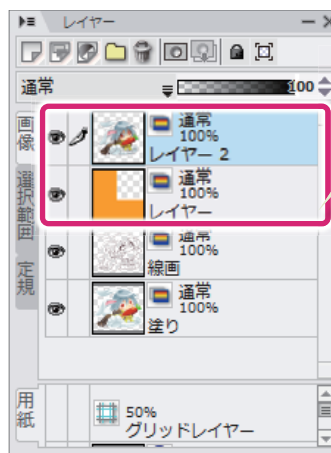 レイヤー
通常
100
画像
選択範囲
定規
通常
100%
レイヤー 2
通常
100%
レイヤー
通常
100%
線画
通常
100%
塗り
用紙
50%
グリッドレイヤー